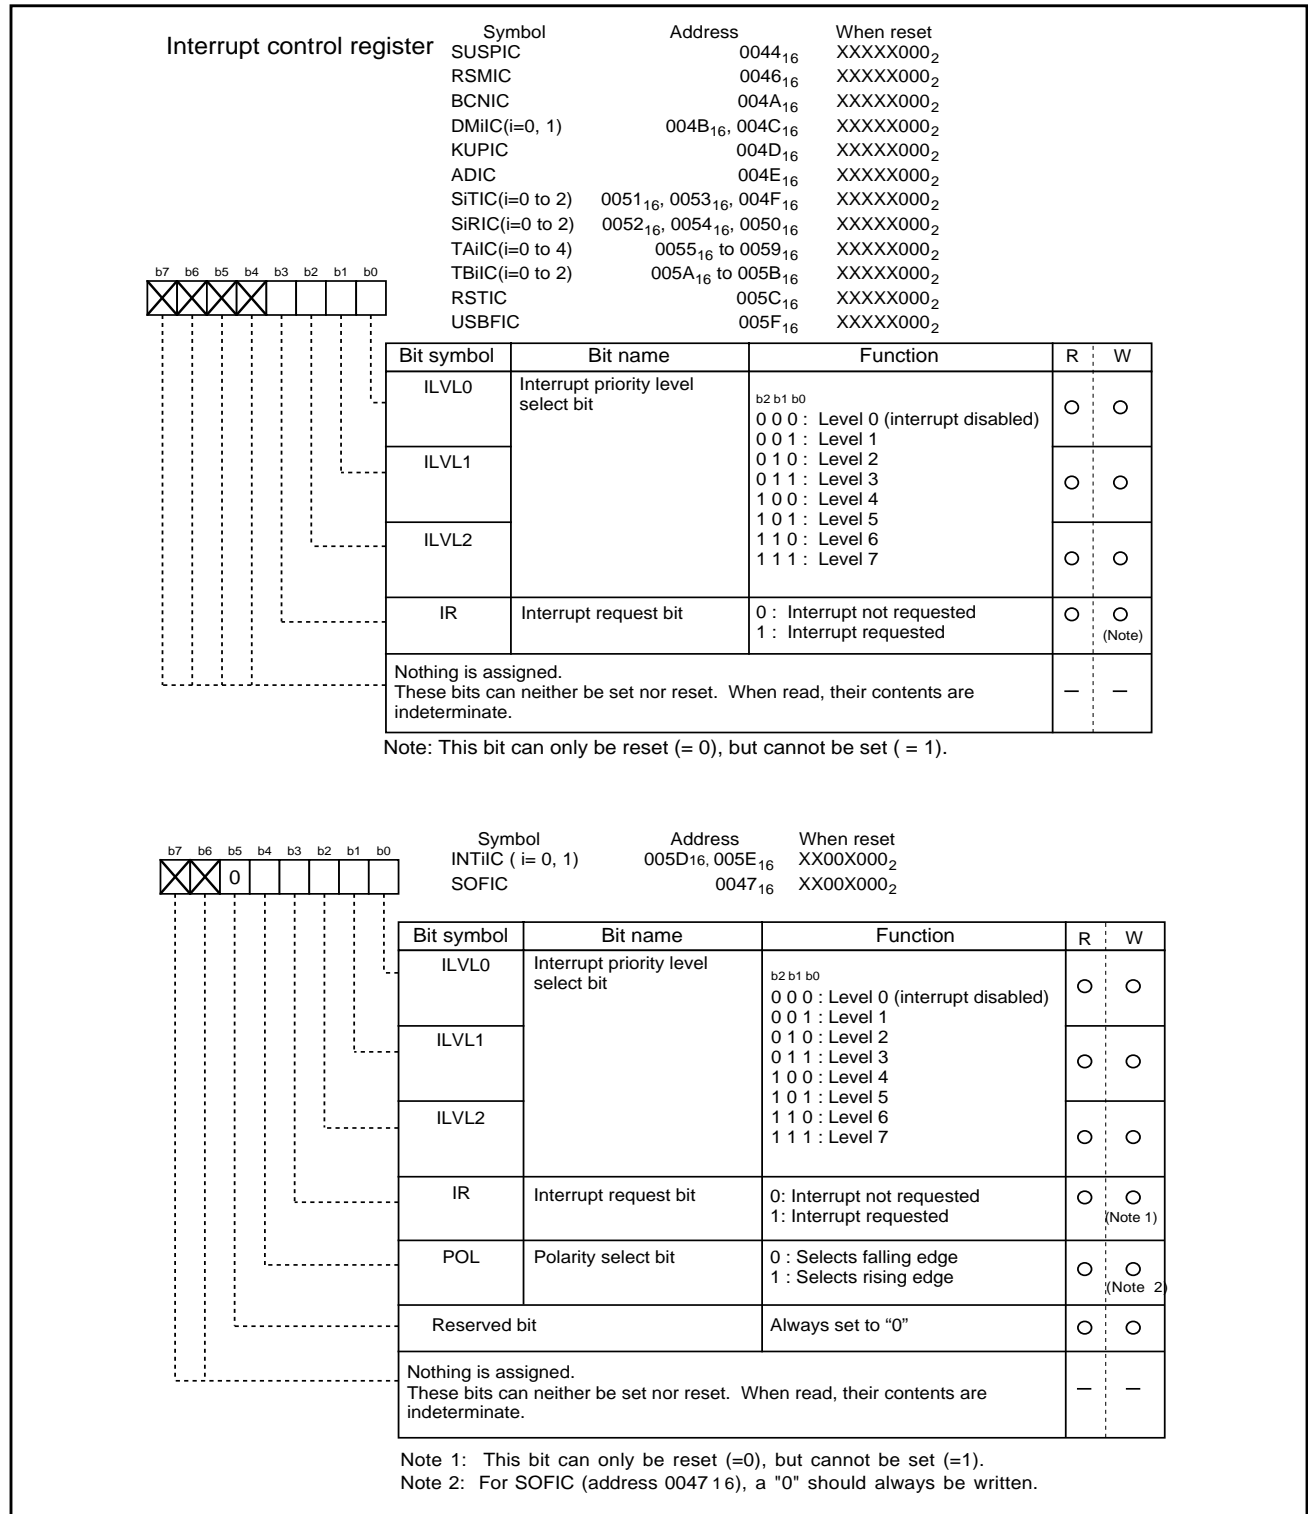 Interrupt control register
Symbol Address When reset
SUSPIC 0044₁₆ XXXXX000₂
RSMIC 0046₁₆ XXXXX000₂
BCNIC 004A₁₆ XXXXX000₂
DMiIC(i=0, 1) 004B₁₆, 004C₁₆ XXXXX000₂
KUPIC 004D₁₆ XXXXX000₂
ADIC 004E₁₆ XXXXX000₂
SiTIC(i=0 to 2) 0051₁₆, 0053₁₆, 004F₁₆ XXXXX000₂
SiRIC(i=0 to 2) 0052₁₆, 0054₁₆, 0050₁₆ XXXXX000₂
TAiIC(i=0 to 4) 0055₁₆ to 0059₁₆ XXXXX000₂
TBiIC(i=0 to 2) 005A₁₆ to 005B₁₆ XXXXX000₂
RSTIC 005C₁₆ XXXXX000₂
USBFIC 005F₁₆ XXXXX000₂
b7 b6 b5 b4 b3 b2 b1 b0
Bit symbol Bit name Function R W
ILVL0 Interrupt priority level
select bit
b2 b1 b0
0 0 0 : Level 0 (interrupt disabled)
0 0 1 : Level 1
0 1 0 : Level 2
0 1 1 : Level 3
1 0 0 : Level 4
1 0 1 : Level 5
1 1 0 : Level 6
1 1 1 : Level 7
ILVL1
ILVL2
IR Interrupt request bit 0 : Interrupt not requested
1 : Interrupt requested
(Note)
Nothing is assigned.
These bits can neither be set nor reset. When read, their contents are
indeterminate.
– –
Note: This bit can only be reset (= 0), but cannot be set ( = 1).
Symbol Address When reset
INTiIC ( i= 0, 1) 005D16, 005E₁₆ XX00X000₂
SOFIC 0047₁₆ XX00X000₂
b7 b6 b5 b4 b3 b2 b1 b0
0
Bit symbol Bit name Function R W
ILVL0 Interrupt priority level
select bit
b2 b1 b0
0 0 0 : Level 0 (interrupt disabled)
0 0 1 : Level 1
0 1 0 : Level 2
0 1 1 : Level 3
1 0 0 : Level 4
1 0 1 : Level 5
1 1 0 : Level 6
1 1 1 : Level 7
ILVL1
ILVL2
IR Interrupt request bit 0: Interrupt not requested
1: Interrupt requested
(Note 1)
POL Polarity select bit 0 : Selects falling edge
1 : Selects rising edge
(Note 2)
Reserved bit Always set to “0”
Nothing is assigned.
These bits can neither be set nor reset. When read, their contents are
indeterminate.
– –
Note 1: This bit can only be reset (=0), but cannot be set (=1).
Note 2: For SOFIC (address 0047 16), a "0" should always be written.